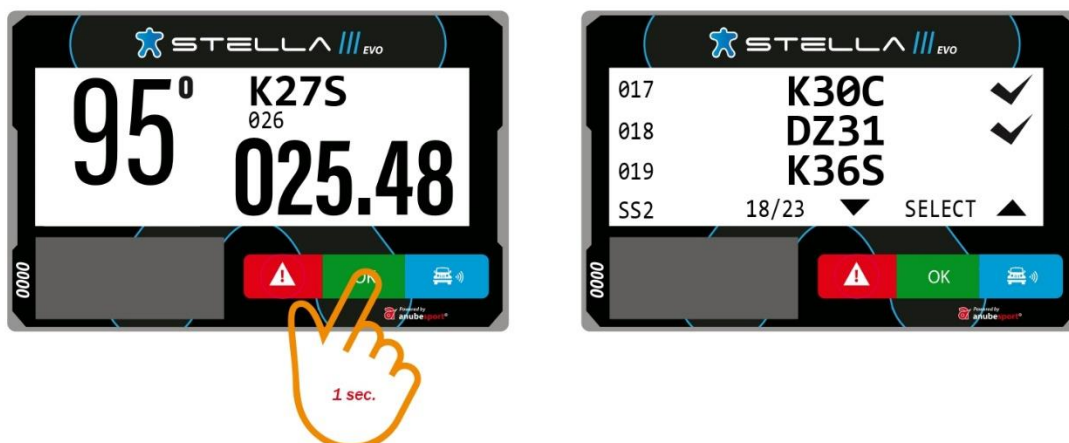 STELLA III EVO
95° K27S
026
025.48
0000
OK
Powered by
anubesport®
1 sec.
STELLA III EVO
017 K30C
018 DZ31
019 K36S
SS2 18/23 SELECT
0000
OK
Powered by
anubesport®